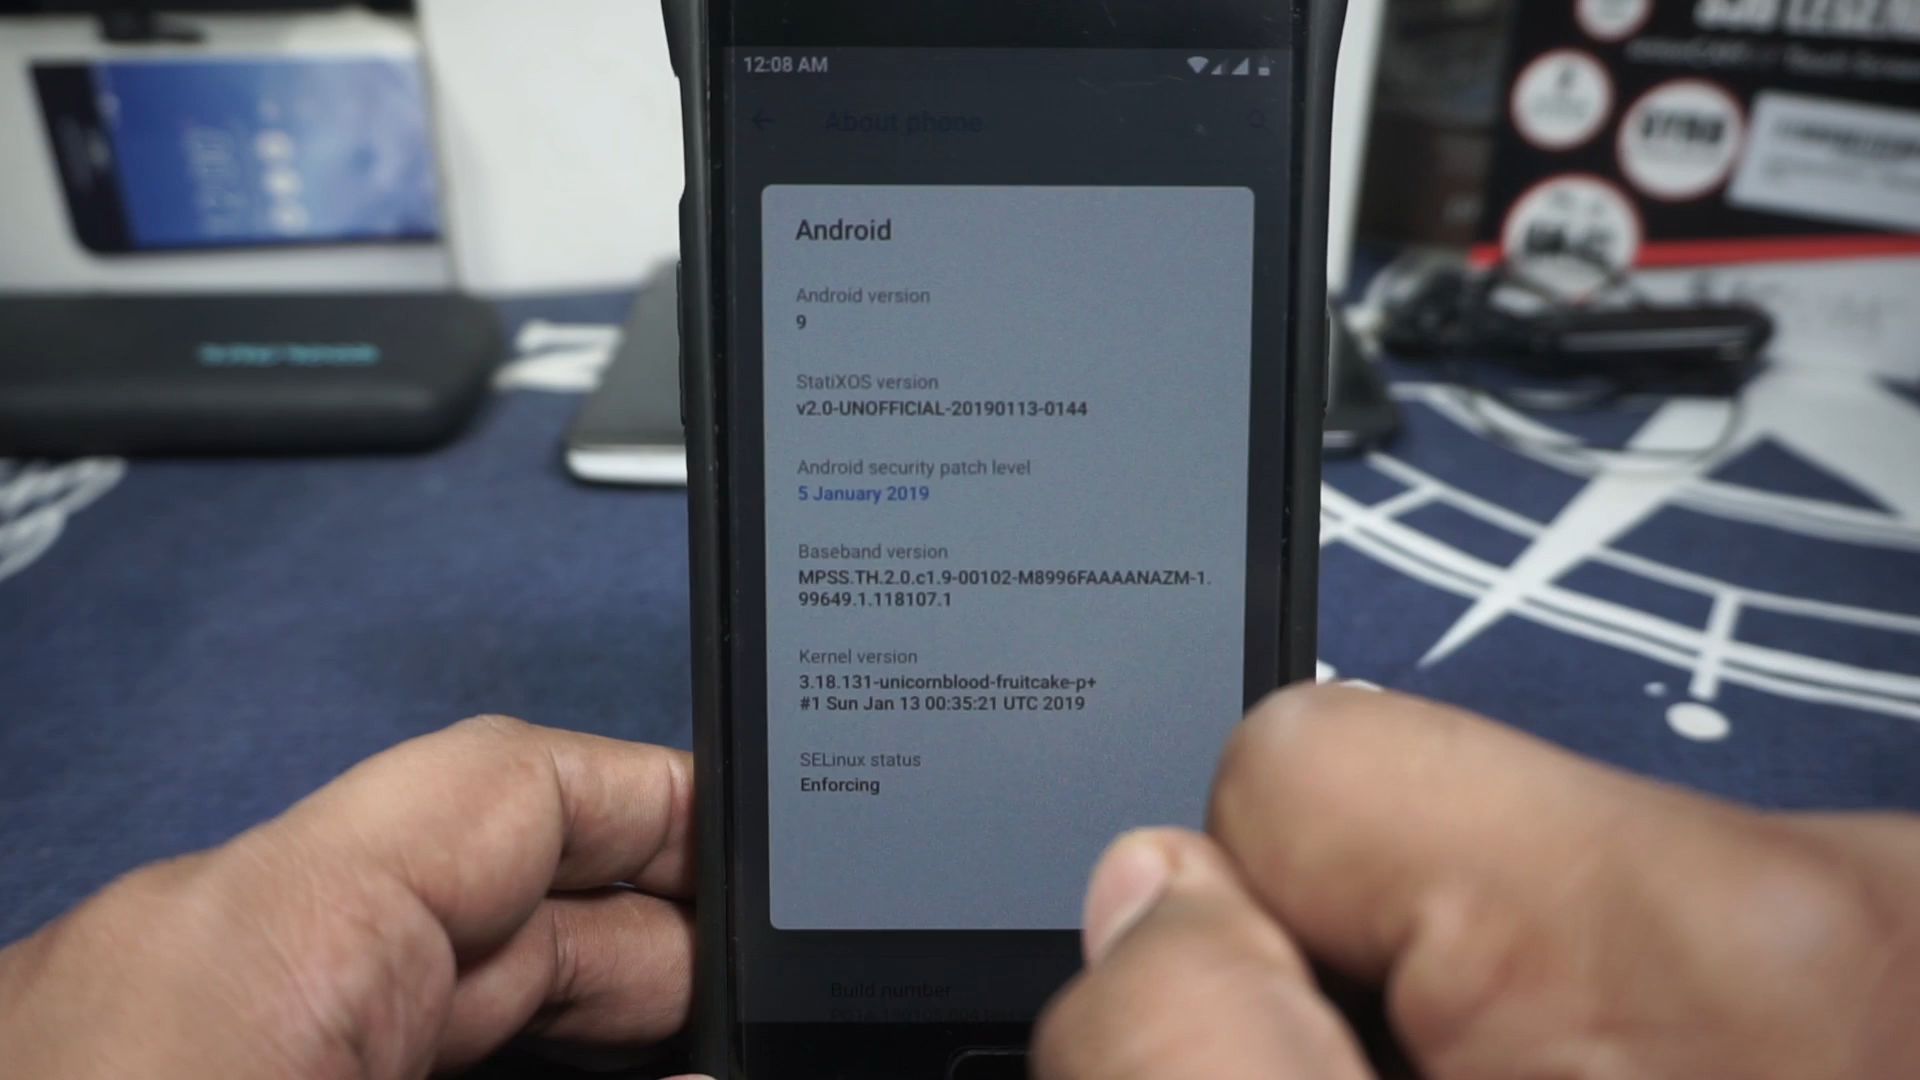 12:08 AM
About phone
Android
Android version
9
StatiXOS version
v2.0-UNOFFICIAL-20190113-0144
Android security patch level
5 January 2019
Baseband version
MPSS.TH.2.0.c1.9-00102-M8996FAAAANAZM-1.
99649.1.118107.1
Kernel version
3.18.131-unicornblood-fruitcake-p+
#1 Sun Jan 13 00:35:21 UTC 2019
SELinux status
Enforcing
Build number